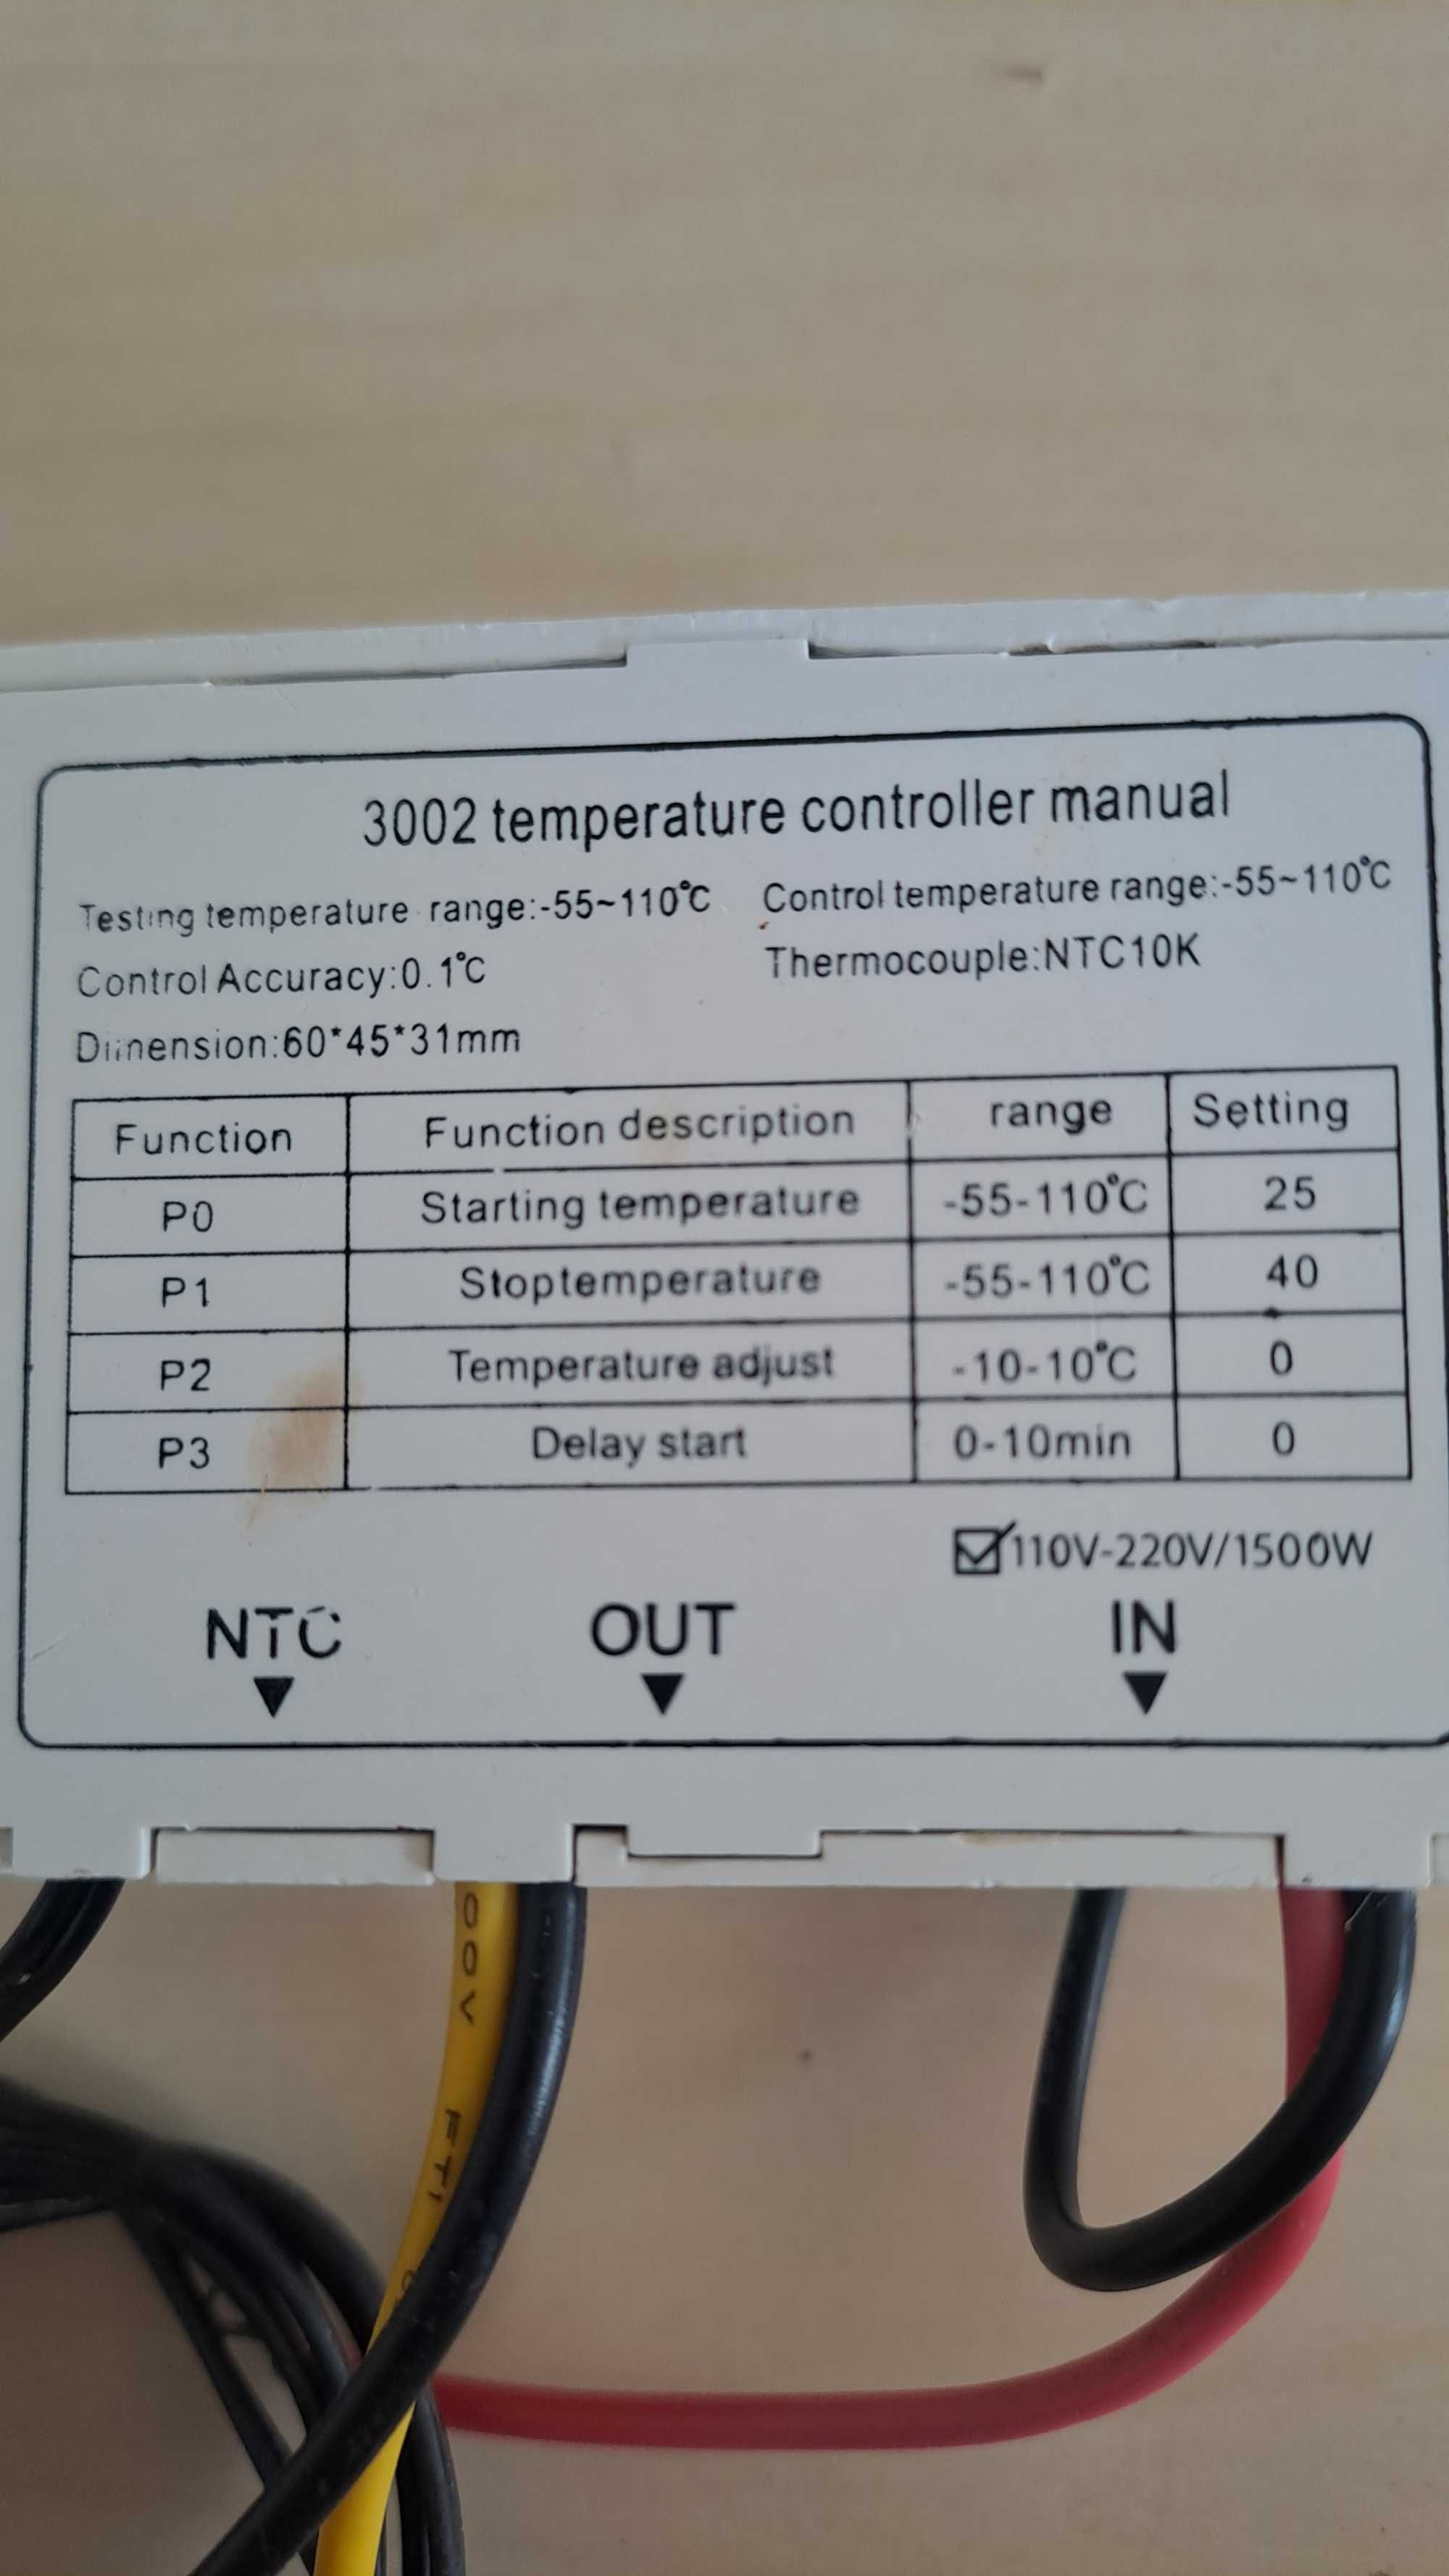 3002 temperature controller manual
Testing temperature range:-55~110℃ Control temperature range:-55~110℃
Control Accuracy:0.1℃ Thermocouple:NTC10K
Dimension:60*45*31mm
Function Function description range Setting
P0 Starting temperature -55-110℃ 25
P1 Stoptemperature -55-110℃ 40
P2 Temperature adjust -10-10℃ 0
P3 Delay start 0-10min 0
☑110V-220V/1500W
NTC OUT IN
▼ ▼ ▼
00V FT1